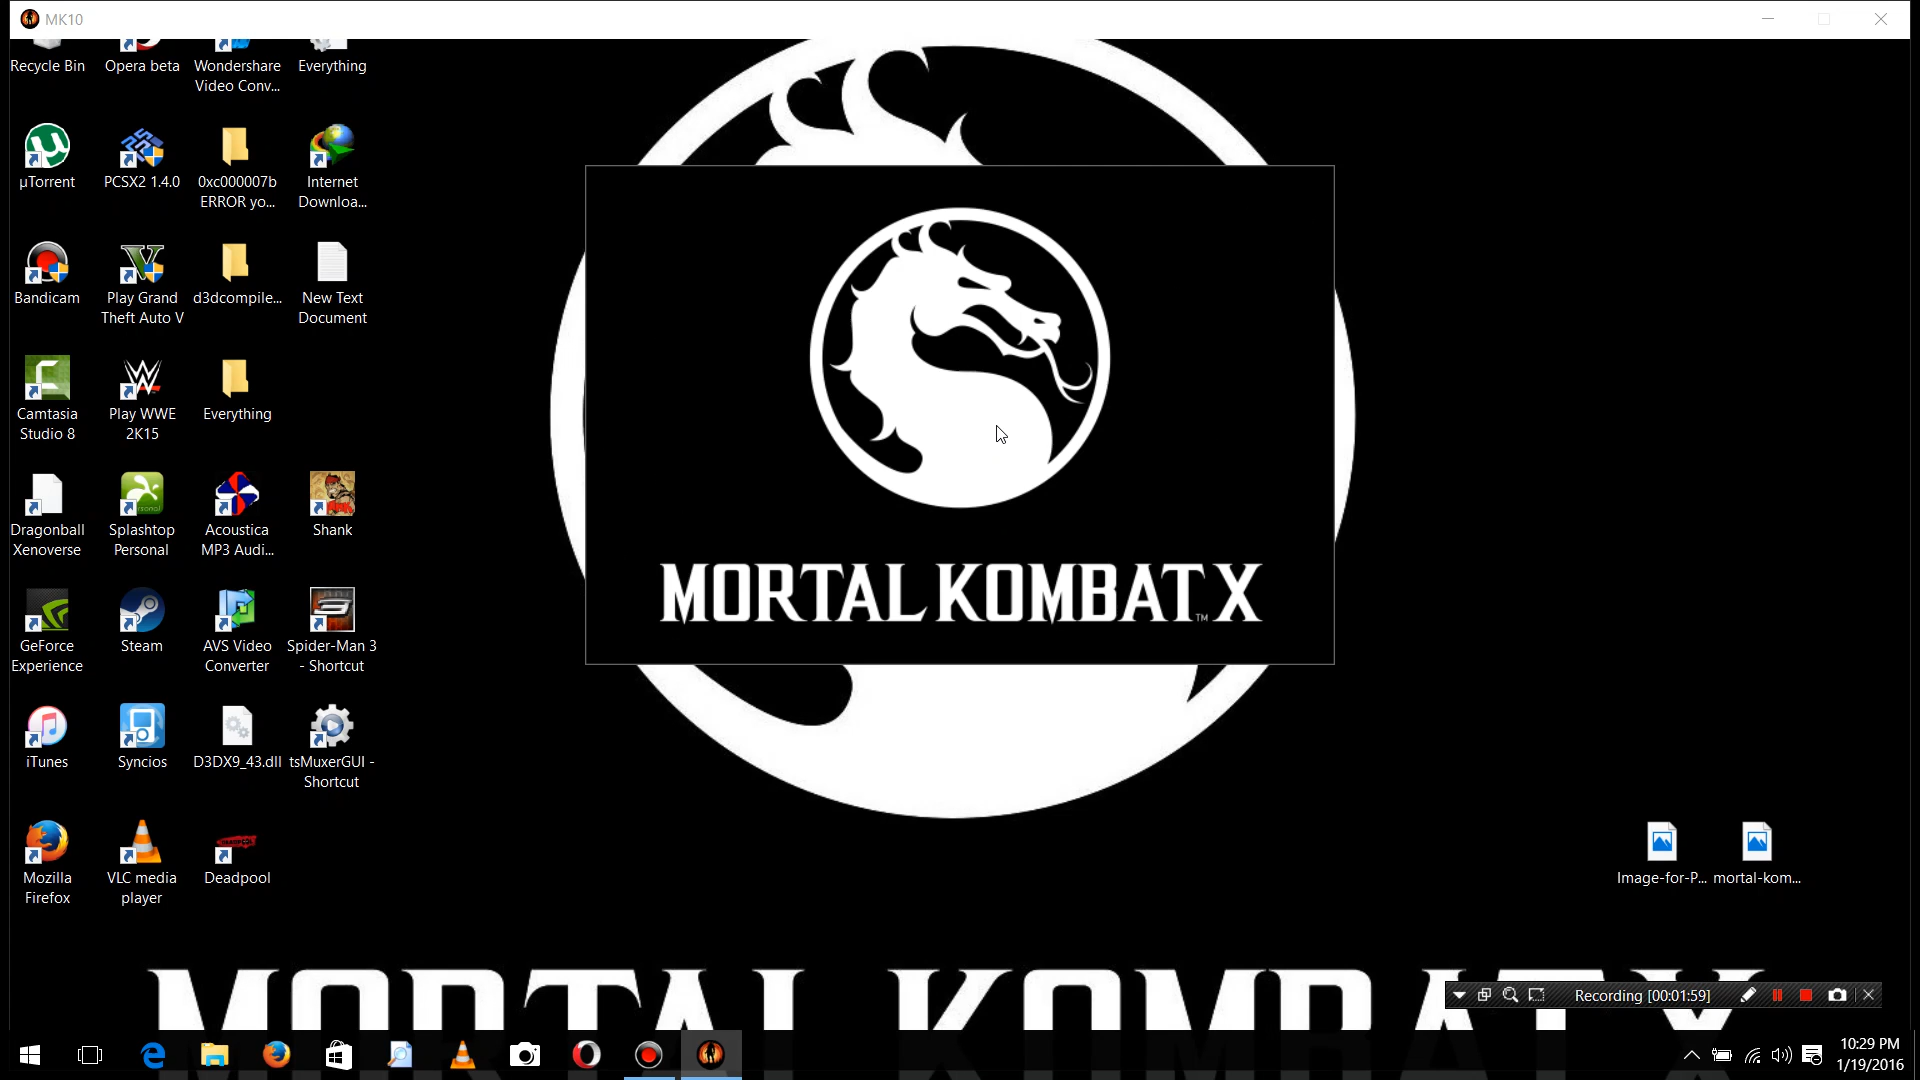 MK10
Recycle Bin
Opera beta
Wondershare
Video Conv...
Everything
µTorrent
PCSX2 1.4.0
0xc000007b
ERROR yo...
Internet
Downloa...
Bandicam
Play Grand
Theft Auto V
d3dcompile...
New Text
Document
Camtasia
Studio 8
Play WWE
2K15
Everything
Dragonball
Xenoverse
Splashtop
Personal
Acoustica
MP3 Audi...
Shank
GeForce
Experience
Steam
AVS Video
Converter
Spider-Man 3
- Shortcut
iTunes
Syncios
D3DX9_43.dll
tsMuxerGUI -
Shortcut
Mozilla
Firefox
VLC media
player
Deadpool
MORTAL KOMBAT X
TM
Image-for-P...
mortal-kom...
MORTAL KOMBAT X
Recording [00:01:59]
10:29 PM
1/19/2016